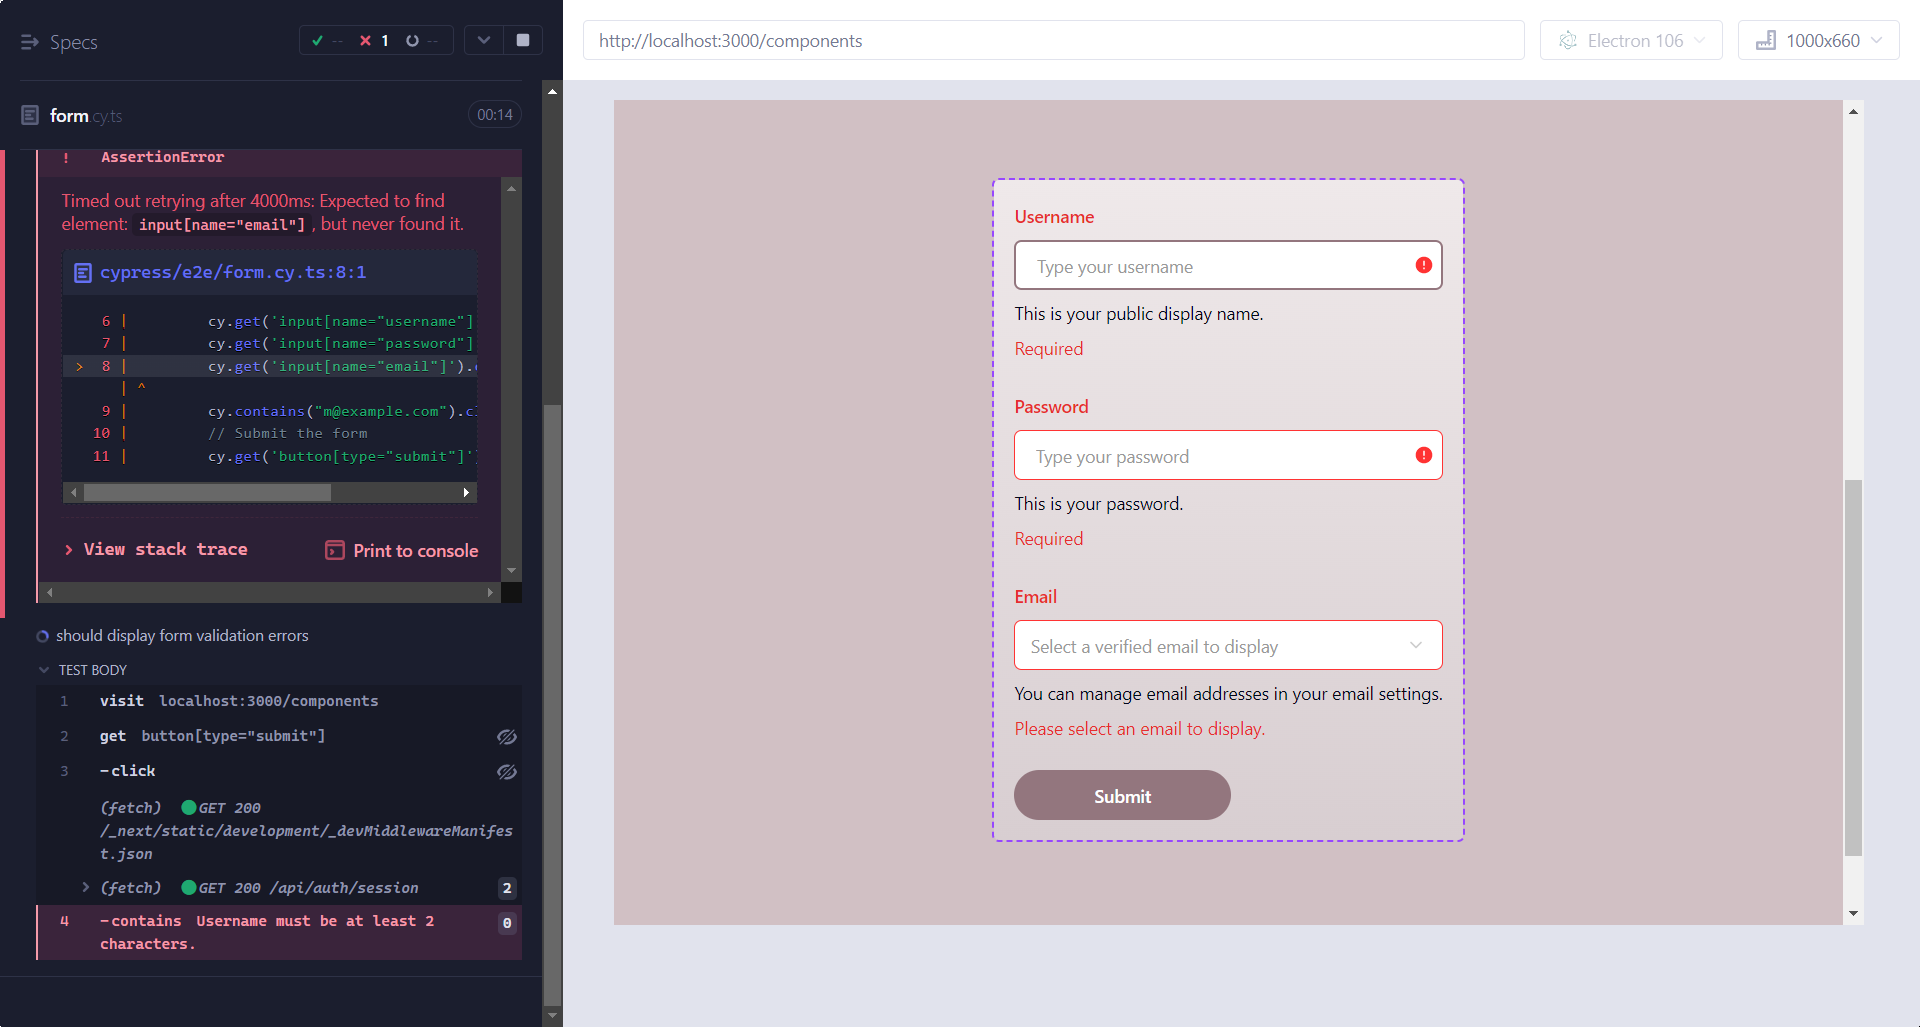 Specs
-- 1 --
form.cy.ts
00:14
! AssertionError
Timed out retrying after 4000ms: Expected to find
element: input[name="email"] , but never found it.
cypress/e2e/form.cy.ts:8:1
6 | cy.get('input[name="username"]
7 | cy.get('input[name="password"]
> 8 | cy.get('input[name="email"]').
| ^
9 | cy.contains("m@example.com").cl
10 | // Submit the form
11 | cy.get('button[type="submit"]'
View stack trace
Print to console
should display form validation errors
TEST BODY
1 visit localhost:3000/components
2 get button[type="submit"]
3 -click
(fetch) GET 200
/_next/static/development/_devMiddlewareManifes
t.json
(fetch) GET 200 /api/auth/session 2
4 -contains Username must be at least 2 0
characters.
http://localhost:3000/components
Electron 106
1000x660
Username
Type your username
This is your public display name.
Required
Password
Type your password
This is your password.
Required
Email
Select a verified email to display
You can manage email addresses in your email settings.
Please select an email to display.
Submit